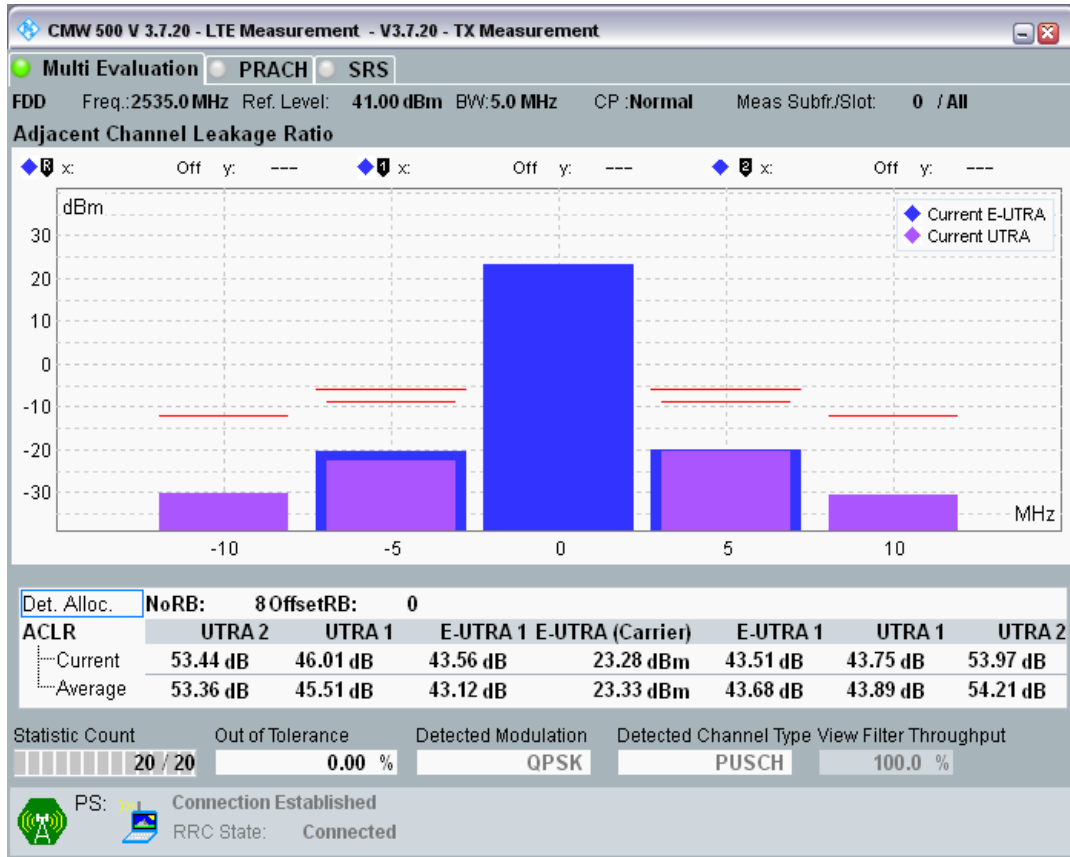 CMW 500 V 3.7.20 - LTE Measurement - V3.7.20 - TX Measurement
Multi Evaluation PRACH SRS
FDD Freq.:2535.0 MHz Ref. Level: 41.00 dBm BW:5.0 MHz CP :Normal Meas Subfr./Slot: 0 / All
Adjacent Channel Leakage Ratio
R x: Off y: --- 1 x: Off y: --- 2 x: Off y: ---
dBm
Current E-UTRA
Current UTRA
30
20
10
0
-10
-20
-30
MHz
-10 -5 0 5 10
Det. Alloc. NoRB: 8 OffsetRB: 0
ACLR UTRA 2 UTRA 1 E-UTRA 1 E-UTRA (Carrier) E-UTRA 1 UTRA 1 UTRA 2
Current 53.44 dB 46.01 dB 43.56 dB 23.28 dBm 43.51 dB 43.75 dB 53.97 dB
Average 53.36 dB 45.51 dB 43.12 dB 23.33 dBm 43.68 dB 43.89 dB 54.21 dB
Statistic Count Out of Tolerance Detected Modulation Detected Channel Type View Filter Throughput
20 / 20 0.00 % QPSK PUSCH 100.0 %
PS: Connection Established
RRC State: Connected